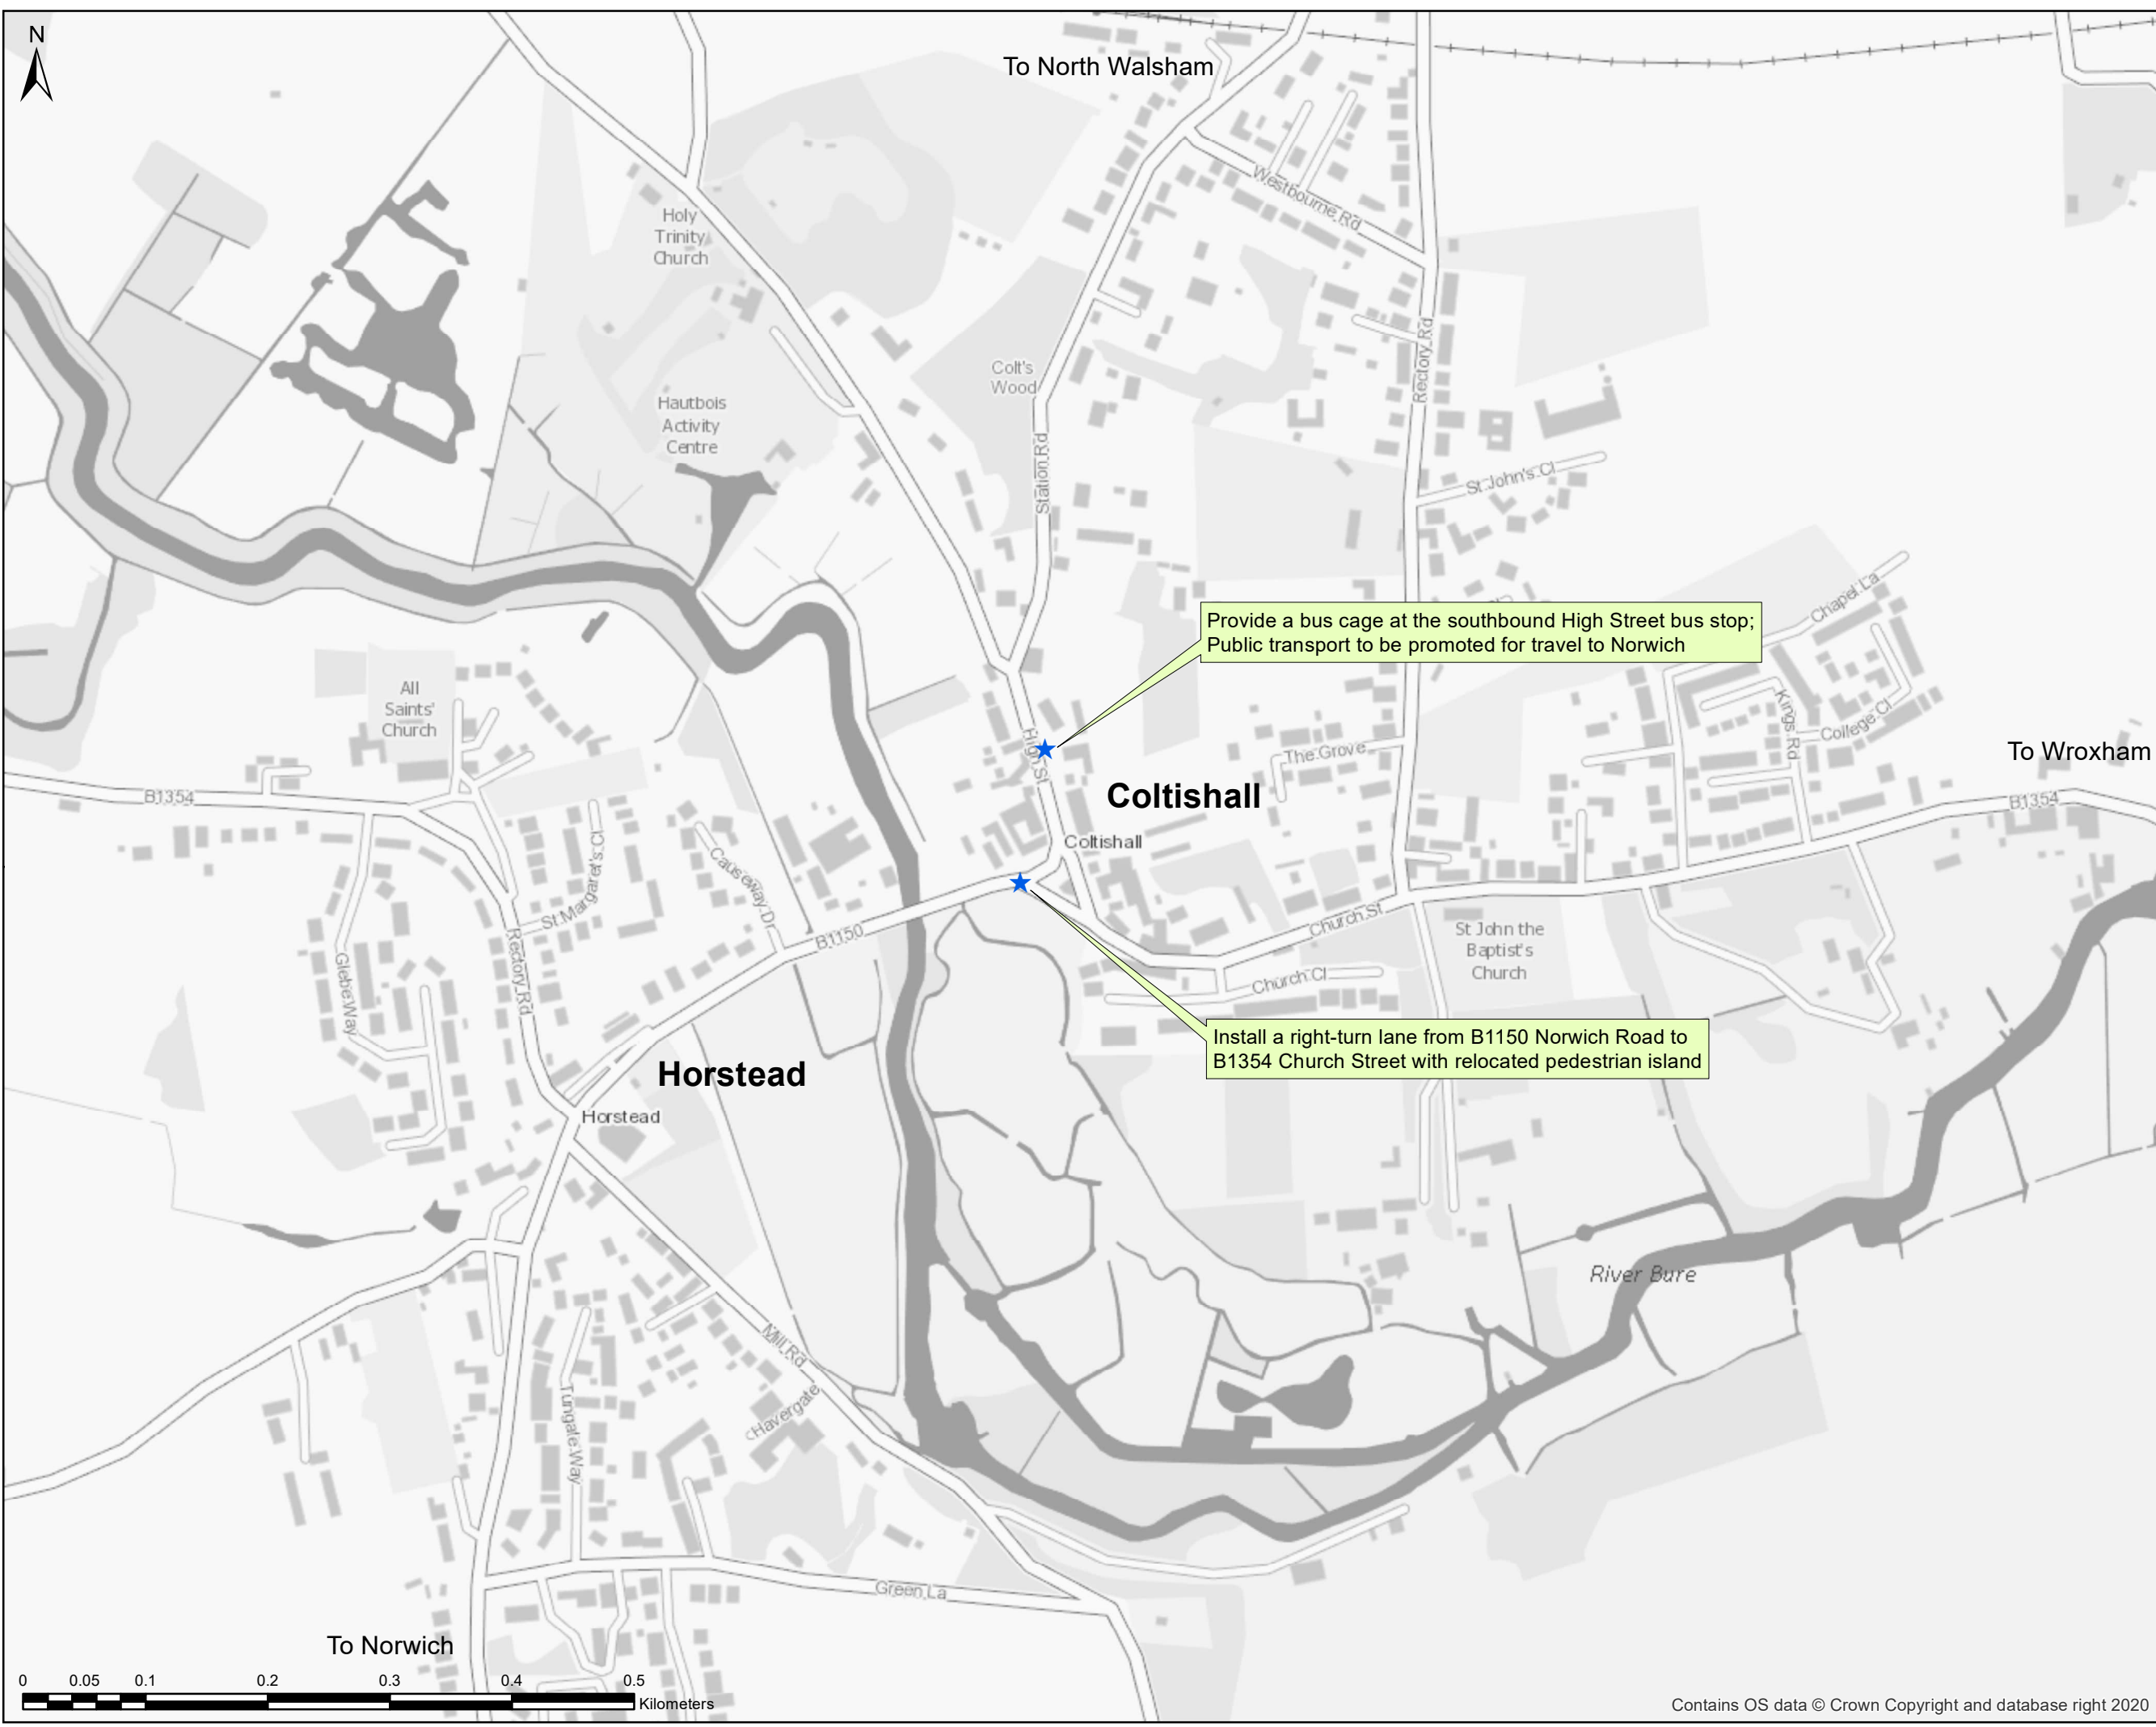 N
To North Walsham
Westbourne Rd
Holy
Trinity
Church
Rectory Rd
Colt's
Wood
Hautbois
Activity
Centre
Station Rd
St John's Cl
Chapel La
Provide a bus cage at the southbound High Street bus stop;
Public transport to be promoted for travel to Norwich
All
Saints'
Church
Kings Rd
College Cl
High St
The Grove
To Wroxham
B1354
B1354
Coltishall
Coltishall
St Margaret's Cl
Causeway Dr
B1150
Church St
St John the
Baptist's
Church
Glebe Way
Rectory Rd
Church Cl
Install a right-turn lane from B1150 Norwich Road to
B1354 Church Street with relocated pedestrian island
Horstead
Horstead
River Bure
Mill Rd
Havergate
Tungate Way
Green La
To Norwich
0 0.05 0.1 0.2 0.3 0.4 0.5
Kilometers
Contains OS data © Crown Copyright and database right 2020